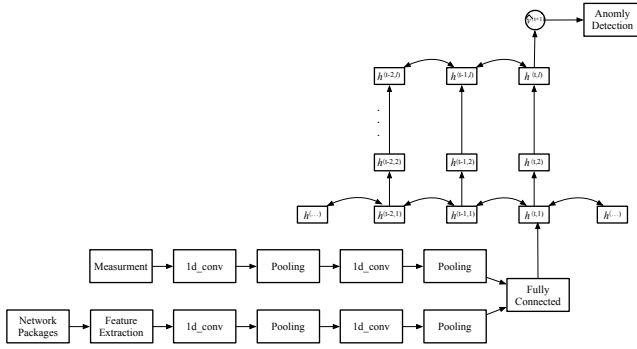 Anomly
Detection
h(t-2,l) h(t-1,l) h(t,l)
. . .
h(t-2,2) h(t-1,2) h(t,2)
h(...) h(t-2,1) h(t-1,1) h(t,1) h(...)
Measurment 1d_conv Pooling 1d_conv Pooling
Fully
Connected
Network
Packages
Feature
Extraction
1d_conv Pooling 1d_conv Pooling